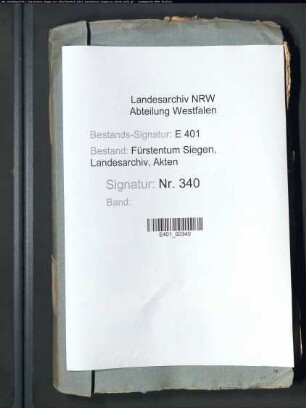 Landesarchiv NRW
Abteilung Westfalen
Bestands-Signatur: E 401
Bestand: Fürstentum Siegen,
Landesarchiv, Akten
Signatur: Nr. 340
Band:
E401_00340